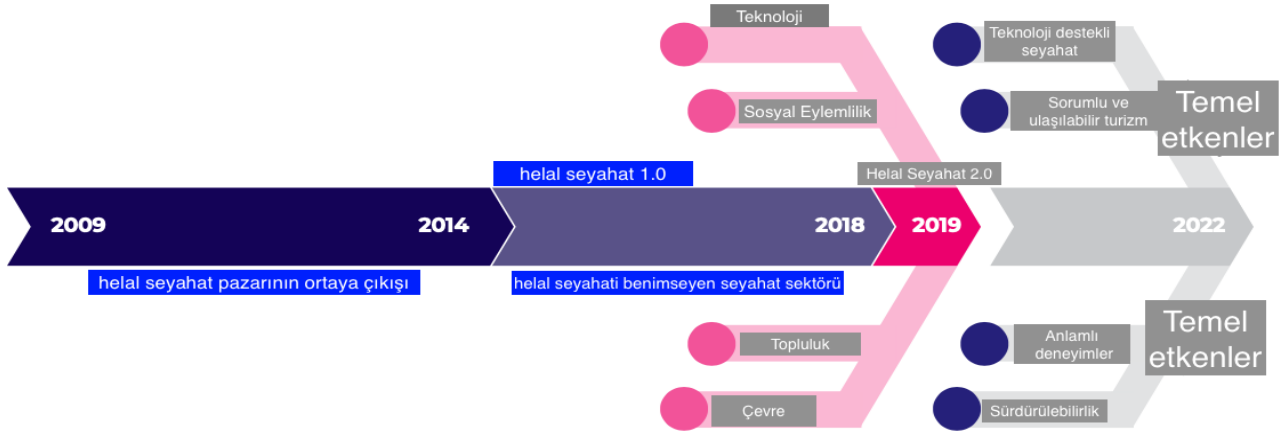 Teknoloji
Sosyal Eylemlilik
Teknoloji destekli
seyahat
Sorumlu ve
ulaşılabilir turizm
Temel
etkenler
helal seyahat 1.0
Helal Seyahat 2.0
2009
2014
2018
2019
2022
helal seyahat pazarının ortaya çıkışı
helal seyahati benimseyen seyahat sektörü
Topluluk
Çevre
Anlamlı
deneyimler
Sürdürülebilirlik
Temel
etkenler